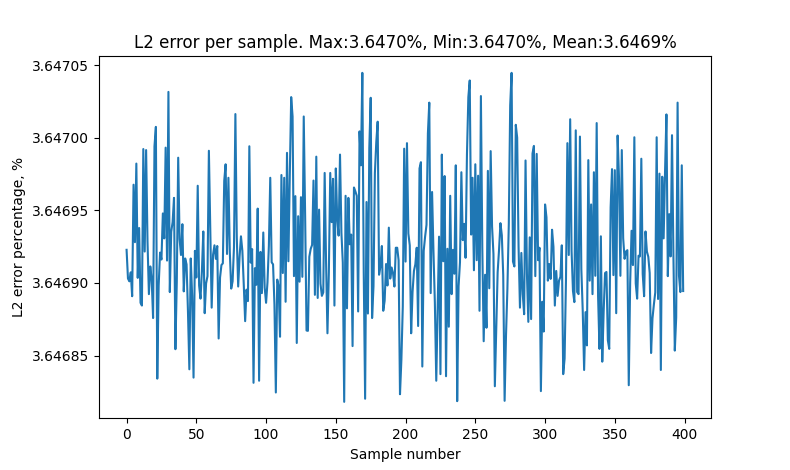 L2 error per sample. Max:3.6470%, Min:3.6470%, Mean:3.6469%
3.64705
3.64700
3.64695
3.64690
3.64685
L2 error percentage, %
0 50 100 150 200 250 300 350 400
Sample number